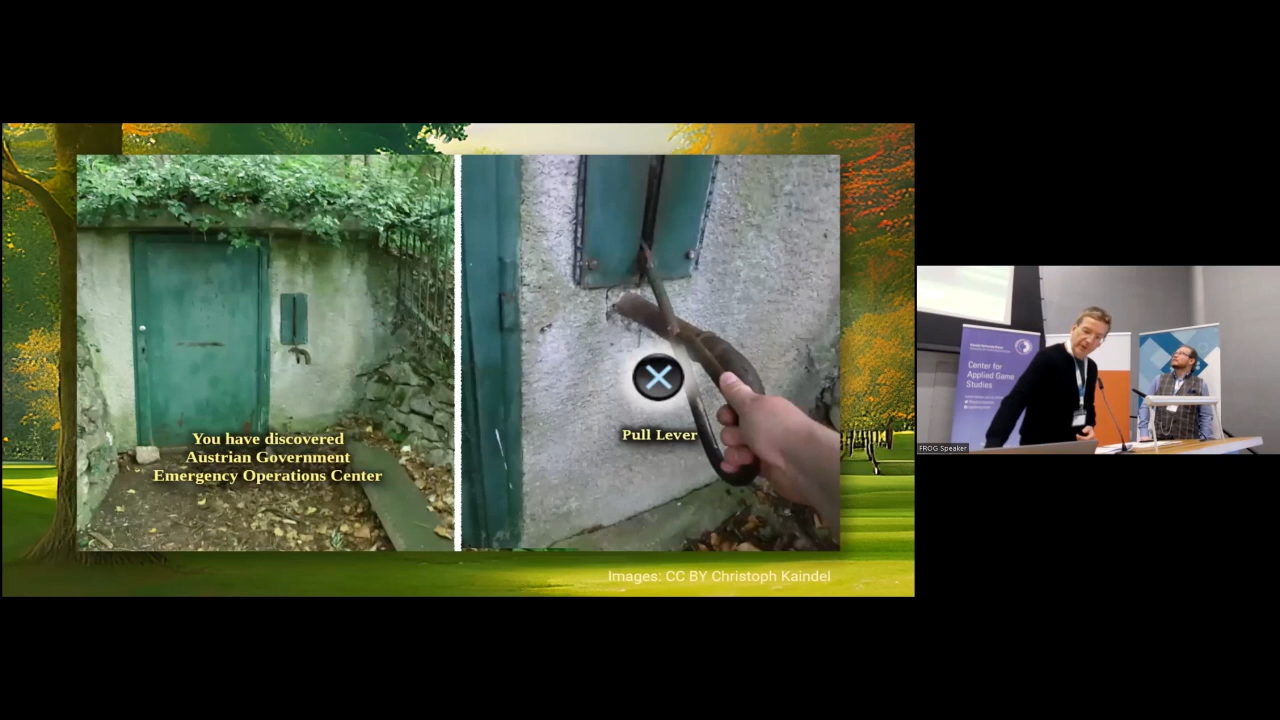 You have discovered
Austrian Government
Emergency Operations Center
Pull Lever
Images: CC BY Christoph Kaindel
Center for
Applied Game
Studies
FROG Speaker